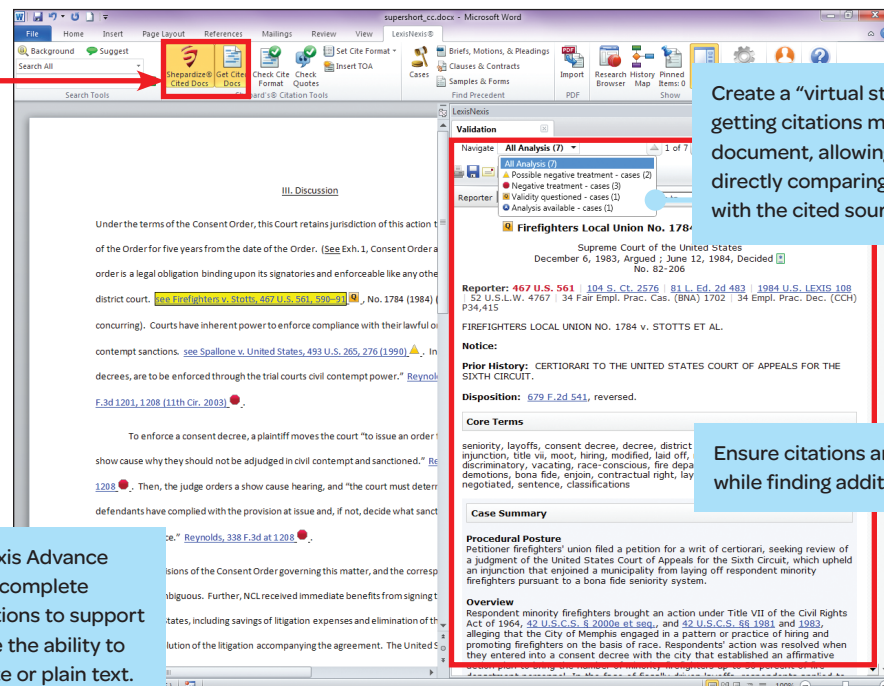 supershort_cc.docx - Microsoft Word
File Home Insert Page Layout References Mailings Review View LexisNexis®
Background Suggest
Search All
Search Tools
Shepardize® Cited Docs
Get Cited Docs
Check Cite Format
Check Quotes
Set Cite Format
Insert TOA
Shepard's® Citation Tools
Cases
Briefs, Motions, & Pleadings
Clauses & Contracts
Samples & Forms
Find Precedent
Import
PDF
Research Browser
History Map
Pinned Items: 0
Show
III. Discussion
Under the terms of the Consent Order, this Court retains jurisdiction of this action
of the Order for five years from the date of the Order. (See Exh. 1, Consent Order
order is a legal obligation binding upon its signatories and enforceable like any
district court. see Firefighters v. Stotts, 467 U.S. 561, 590–91 Q , No. 1784 (1984) (
concurring). Courts have inherent power to enforce compliance with their lawful
contempt sanctions. see Spallone v. United States, 493 U.S. 265, 276 (1990) . In
decrees, are to be enforced through the trial courts civil contempt power." Reynol
F.3d 1201, 1208 (11th Cir. 2003) .
To enforce a consent decree, a plaintiff moves the court "to issue an order
show cause why they should not be adjudged in civil contempt and sanctioned." Re
1208 . Then, the judge orders a show cause hearing, and "the court must deter
defendants have complied with the provision at issue and, if not, decide what sanct
ce." Reynolds, 338 F.3d at 1208 .
isions of the Consent Order governing this matter, and the corresp
biguous. Further, NCL received immediate benefits from signing
states, including savings of litigation expenses and elimination of
lution of the litigation accompanying the agreement. The United S
LexisNexis
Validation
Navigate All Analysis (7) 1 of 7
All Analysis (7)
Possible negative treatment - cases (2)
Negative treatment - cases (3)
Q Validity questioned - cases (1)
Analysis available - cases (1)
Reporter
Q Firefighters Local Union No. 1784
Supreme Court of the United States
December 6, 1983, Argued ; June 12, 1984, Decided
No. 82-206
Reporter: 467 U.S. 561 | 104 S. Ct. 2576 | 81 L. Ed. 2d 483 | 1984 U.S. LEXIS 108
| 52 U.S.L.W. 4767 | 34 Fair Empl. Prac. Cas. (BNA) 1702 | 34 Empl. Prac. Dec. (CCH)
P34,415
FIREFIGHTERS LOCAL UNION NO. 1784 v. STOTTS ET AL.
Notice:
Prior History: CERTIORARI TO THE UNITED STATES COURT OF APPEALS FOR THE
SIXTH CIRCUIT.
Disposition: 679 F.2d 541, reversed.
Core Terms
seniority, layoffs, consent decree, decree, district
injunction, title vii, moot, hiring, modified, laid off,
discriminatory, vacating, race-conscious, fire depa
demotions, bona fide, enjoin, contractual right, lay
negotiated, sentence, classifications
Case Summary
Procedural Posture
Petitioner firefighters' union filed a petition for a writ of certiorari, seeking review of
a judgment of the United States Court of Appeals for the Sixth Circuit, which upheld
an injunction that enjoined a municipality from laying off respondent minority
firefighters pursuant to a bona fide seniority system.
Overview
Respondent minority firefighters brought an action under Title VII of the Civil Rights
Act of 1964, 42 U.S.C.S. § 2000e et seq., and 42 U.S.C.S. §§ 1981 and 1983,
alleging that the City of Memphis engaged in a pattern or practice of hiring and
promoting firefighters on the basis of race. Respondents' action was resolved when
they entered into a consent decree with the city that established an affirmative
100%
Create a “virtual st
getting citations m
document, allowing
directly comparing
with the cited sour
Ensure citations ar
while finding addit
xis Advance
complete
tions to support
e the ability to
te or plain text.